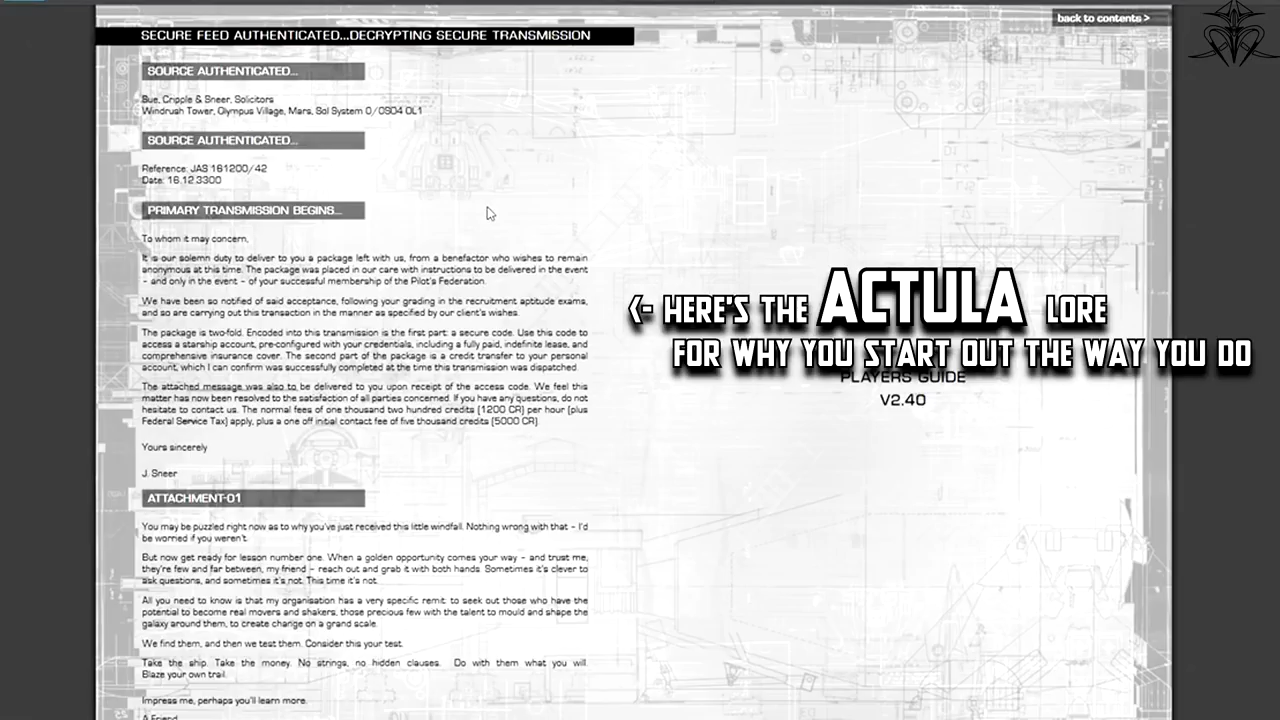 back to contents >
SECURE FEED AUTHENTICATED...DECRYPTING SECURE TRANSMISSION
SOURCE AUTHENTICATED...
Sue, Cripple & Sneer, Solicitors
Windrush Tower, Olympus Village, Mars, Sol System 0/0S04 0L1
SOURCE AUTHENTICATED...
Reference: JAS 161200/42
Date: 16.12.3300
PRIMARY TRANSMISSION BEGINS...
To whom it may concern,
It is our solemn duty to deliver to you a package left with us, from a benefactor who wishes to remain
anonymous at this time. The package was placed in our care with instructions to be delivered in the event
– and only in the event – of your successful membership of the Pilot's Federation.
We have been so notified of said acceptance, following your grading in the recruitment aptitude exams,
and so are carrying out this transaction in the manner as specified by our client's wishes.
The package is two-fold. Encoded into this transmission is the first part: a secure code. Use this code to
access a starship account, pre-configured with your credentials, including a fully paid, indefinite lease, and
comprehensive insurance cover. The second part of the package is a credit transfer to your personal
account, which I can confirm was successfully completed at the time this transmission was dispatched.
The attached message was also to be delivered to you upon receipt of the access code. We feel this
matter has now been resolved to the satisfaction of all parties concerned. If you have any questions, do not
hesitate to contact us. The normal fees of one thousand two hundred credits (1200 CR) per hour (plus
Federal Service Tax) apply, plus a one off initial contact fee of five thousand credits (5000 CR).
Yours sincerely
J. Sneer
ATTACHMENT-01
You may be puzzled right now as to why you've just received this little windfall. Nothing wrong with that – I'd
be worried if you weren't.
But now get ready for lesson number one. When a golden opportunity comes your way – and trust me,
they're few and far between, my friend – reach out and grab it with both hands. Sometimes it's clever to
ask questions, and sometimes it's not. This time it's not.
All you need to know is that my organisation has a very specific remit: to seek out those who have the
potential to become real movers and shakers, those precious few with the talent to mould and shape the
galaxy around them, to create change on a grand scale.
We find them, and then we test them. Consider this your test.
Take the ship. Take the money. No strings, no hidden clauses. Do with them what you will.
Blaze your own trail.
Impress me, perhaps you'll learn more.
A Friend
<- HERE'S THE ACTULA LORE
FOR WHY YOU START OUT THE WAY YOU DO
PLAYERS GUIDE
V2.40